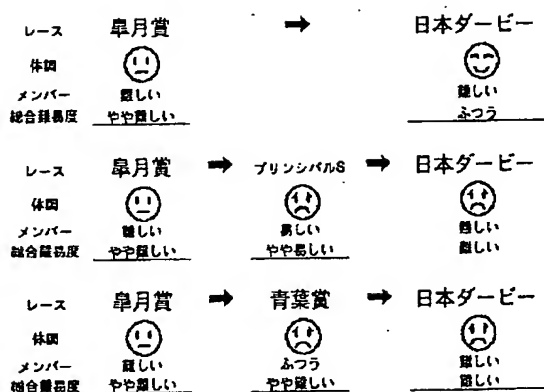 レース 皐月賞 ➡ 日本ダービー
体調
メンバー 難しい 難しい
総合難易度 やや難しい ふつう
レース 皐月賞 ➡ プリンシパルS ➡ 日本ダービー
体調
メンバー 難しい 易しい 難しい
総合難易度 やや難しい やや易しい 難しい
レース 皐月賞 ➡ 青葉賞 ➡ 日本ダービー
体調
メンバー 難しい ふつう 難しい
総合難易度 やや難しい やや難しい 難しい